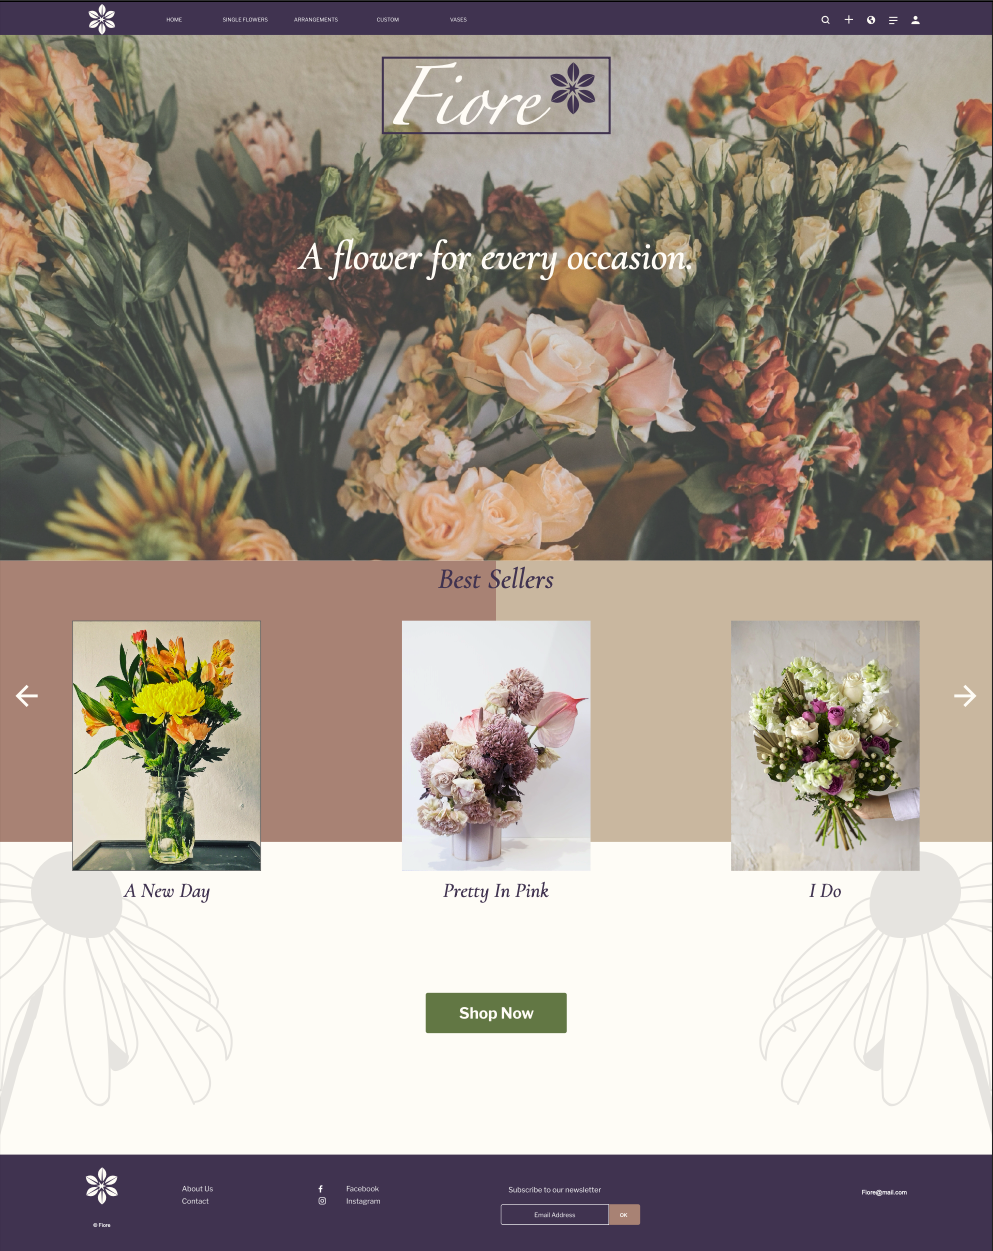 HOME SINGLE FLOWERS ARRANGEMENTS CUSTOM VASES
Fiore
A flower for every occasion.
Best Sellers
A New Day
Pretty In Pink
I Do
Shop Now
About Us
Contact
Facebook
Instagram
Subscribe to our newsletter
Email Address
OK
Fiore@mail.com
© Fiore